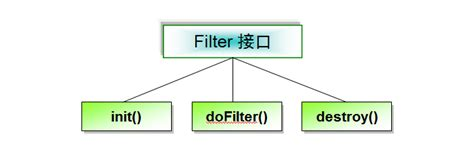 Filter 接口
init()
doFilter()
destroy()